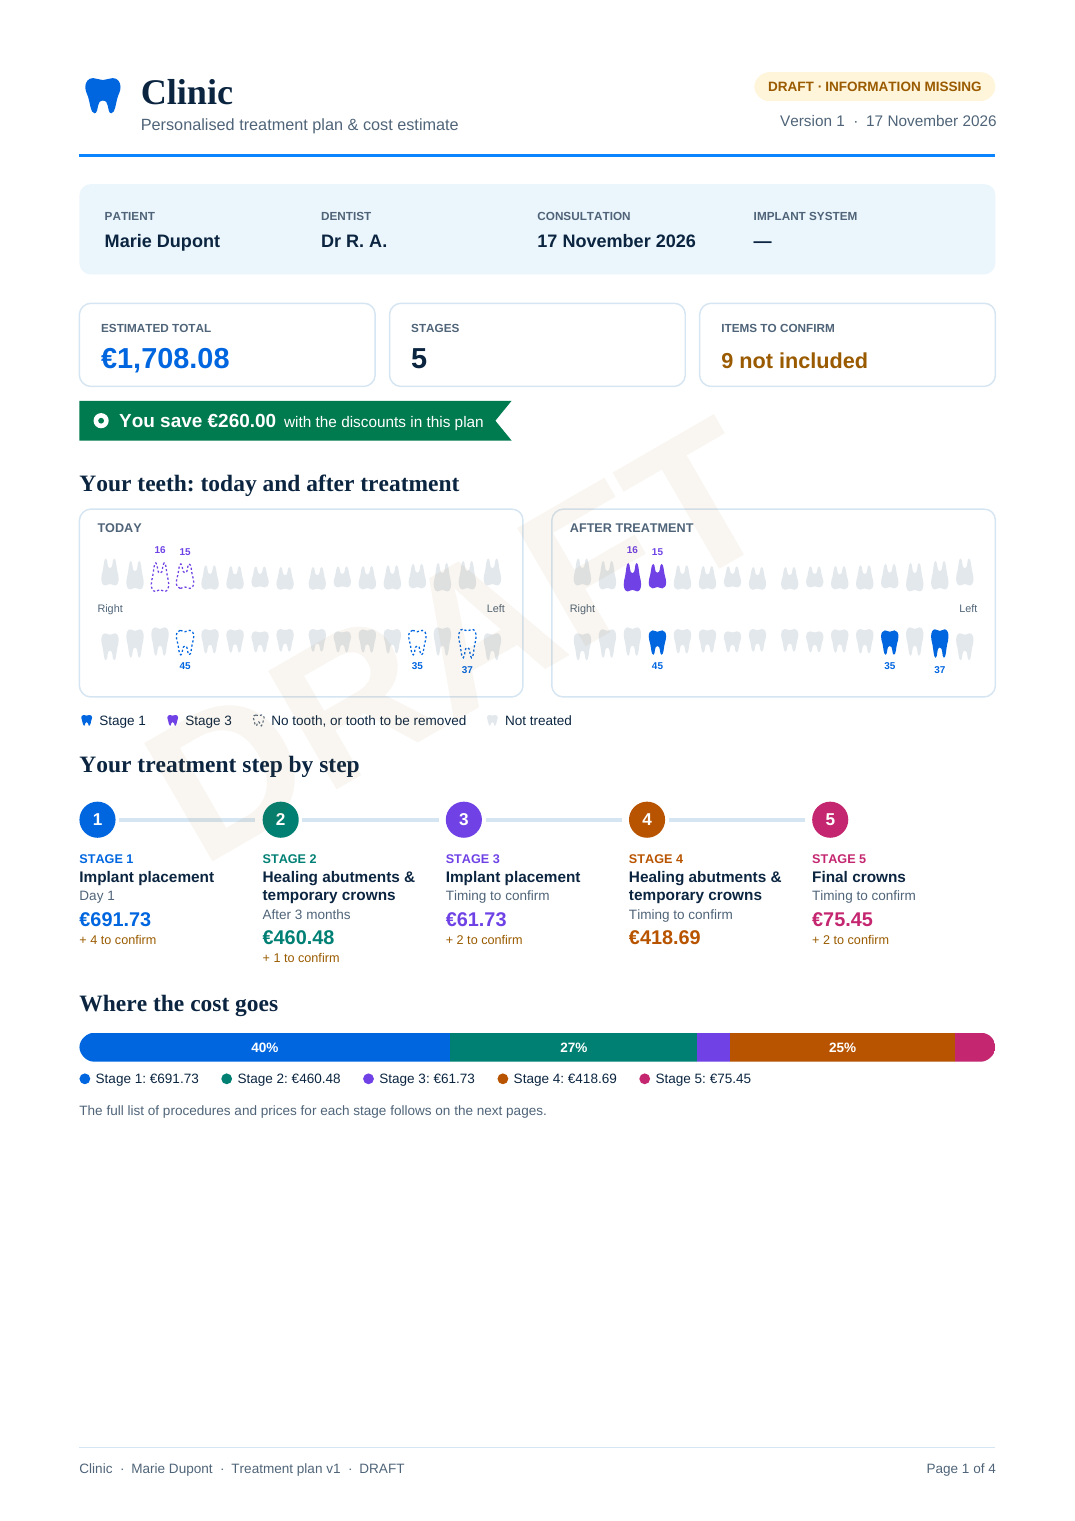 Clinic
Personalised treatment plan & cost estimate
DRAFT · INFORMATION MISSING
Version 1 · 17 November 2026
PATIENT
Marie Dupont
DENTIST
Dr R. A.
CONSULTATION
17 November 2026
IMPLANT SYSTEM
—
ESTIMATED TOTAL
€1,708.08
STAGES
5
ITEMS TO CONFIRM
9 not included
You save €260.00 with the discounts in this plan
Your teeth: today and after treatment
TODAY
16 15
Right Left
45 35 37
AFTER TREATMENT
16 15
Right Left
45 35 37
Stage 1 Stage 3 No tooth, or tooth to be removed Not treated
DRAFT
Your treatment step by step
1
STAGE 1
Implant placement
Day 1
€691.73
+ 4 to confirm
2
STAGE 2
Healing abutments &
temporary crowns
After 3 months
€460.48
+ 1 to confirm
3
STAGE 3
Implant placement
Timing to confirm
€61.73
+ 2 to confirm
4
STAGE 4
Healing abutments &
temporary crowns
Timing to confirm
€418.69
5
STAGE 5
Final crowns
Timing to confirm
€75.45
+ 2 to confirm
Where the cost goes
40% 27% 25%
Stage 1: €691.73 Stage 2: €460.48 Stage 3: €61.73 Stage 4: €418.69 Stage 5: €75.45
The full list of procedures and prices for each stage follows on the next pages.
Clinic · Marie Dupont · Treatment plan v1 · DRAFT
Page 1 of 4